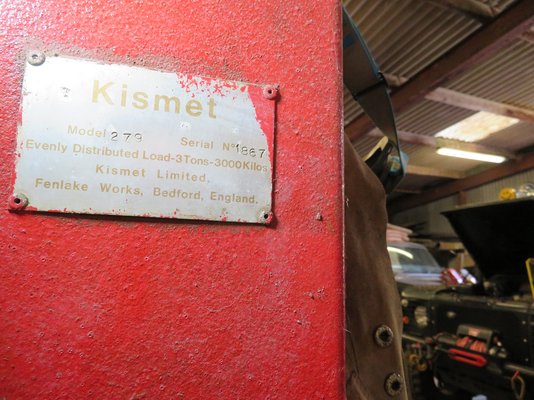 Kismet
Model 279 Serial Nº 1867
Evenly Distributed Load-3Tons-3000Kilos
Kismet Limited.
Fenlake Works, Bedford, England.